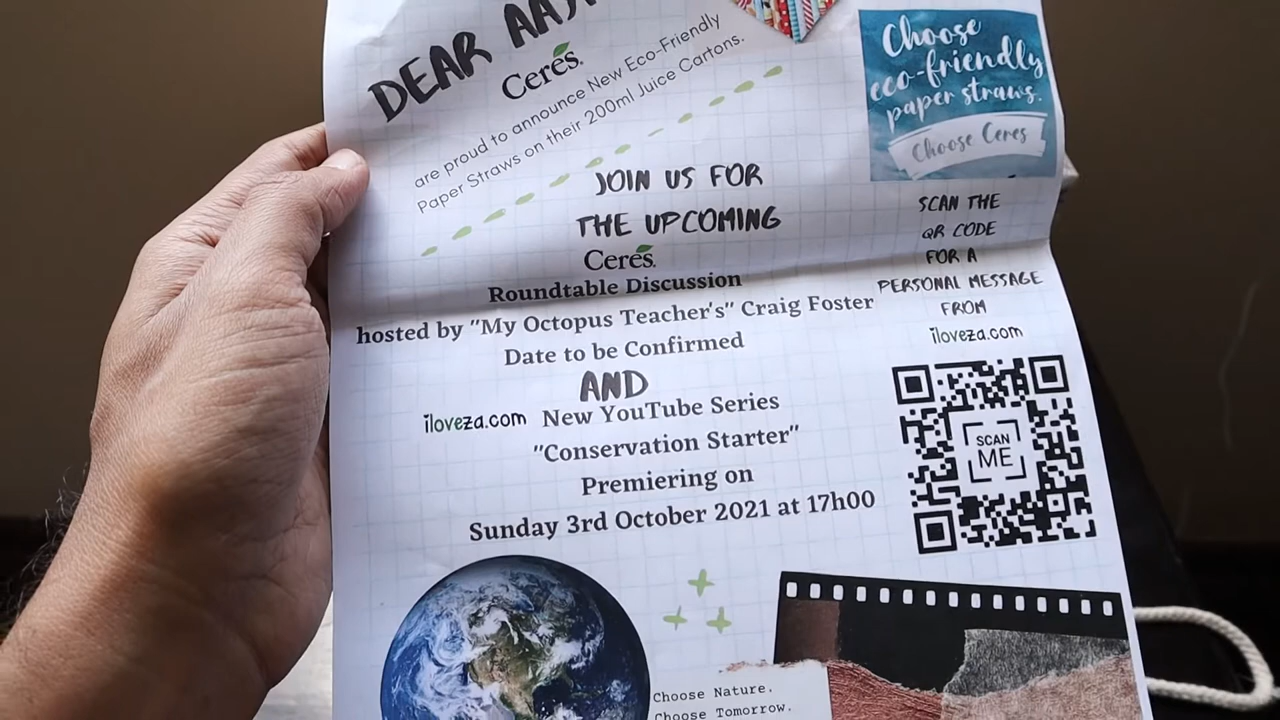 DEAR
Ceres
are proud to announce New Eco-Friendly
Paper Straws on their 200ml Juice Cartons.
Choose
eco-friendly
paper straws.
Choose Ceres
JOIN US FOR
THE UPCOMING
Ceres
Roundtable Discussion
hosted by "My Octopus Teacher's" Craig Foster
Date to be Confirmed
AND
iloveza.com New YouTube Series
"Conservation Starter"
Premiering on
Sunday 3rd October 2021 at 17h00
SCAN THE
QR CODE
FOR A
PERSONAL MESSAGE
FROM
iloveza.com
SCAN
ME
Choose Nature.
Choose Tomorrow.